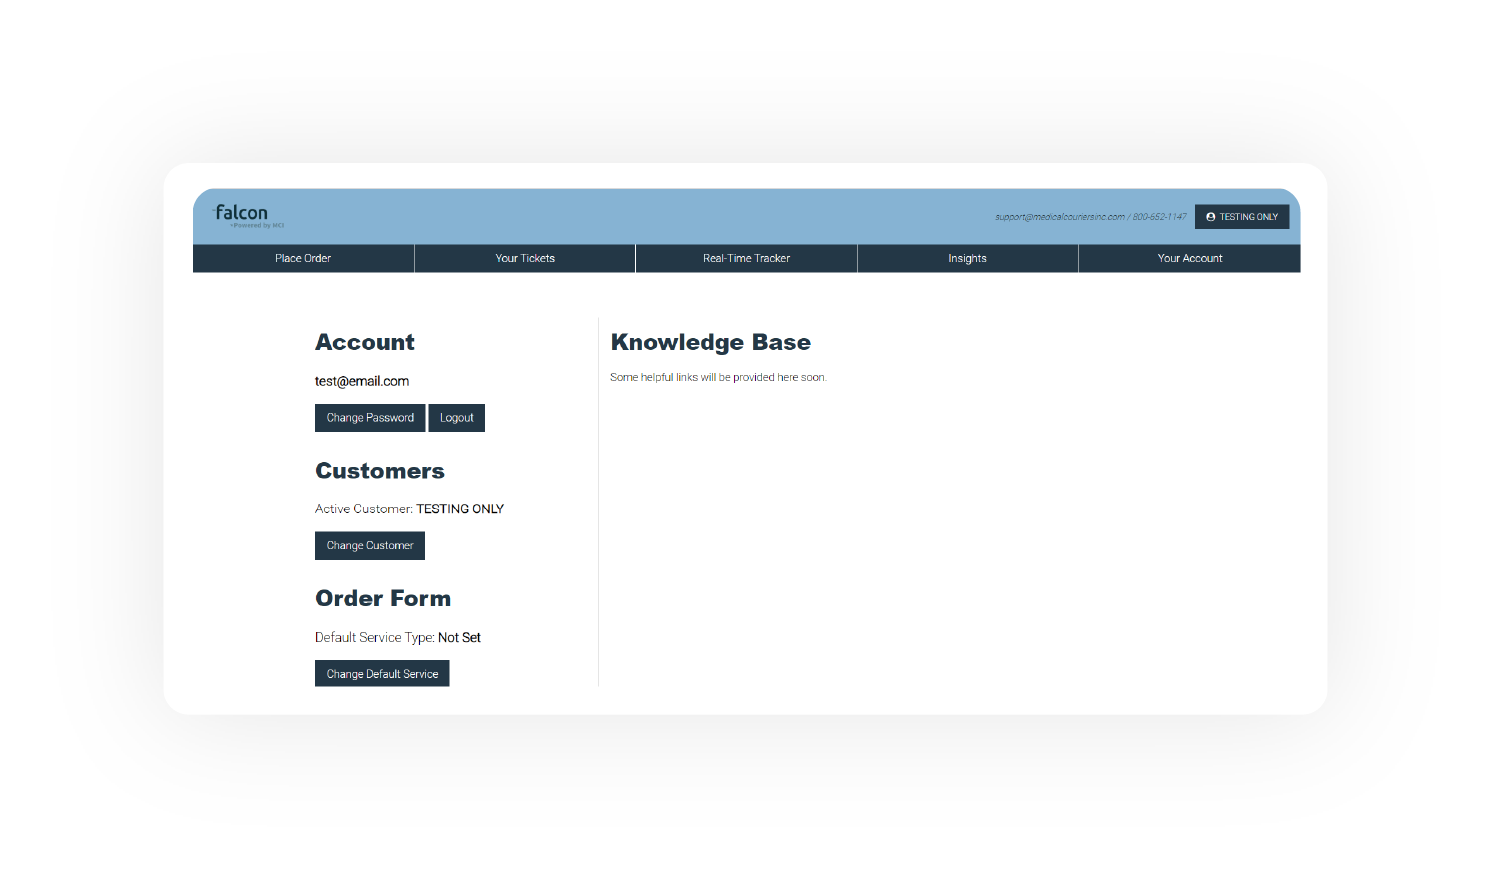 falcon
Powered by MCI
support@medicalcouriersinc.com / 800-652-1147
TESTING ONLY
Place Order
Your Tickets
Real-Time Tracker
Insights
Your Account
Account
test@email.com
Change Password
Logout
Customers
Active Customer: TESTING ONLY
Change Customer
Order Form
Default Service Type: Not Set
Change Default Service
Knowledge Base
Some helpful links will be provided here soon.